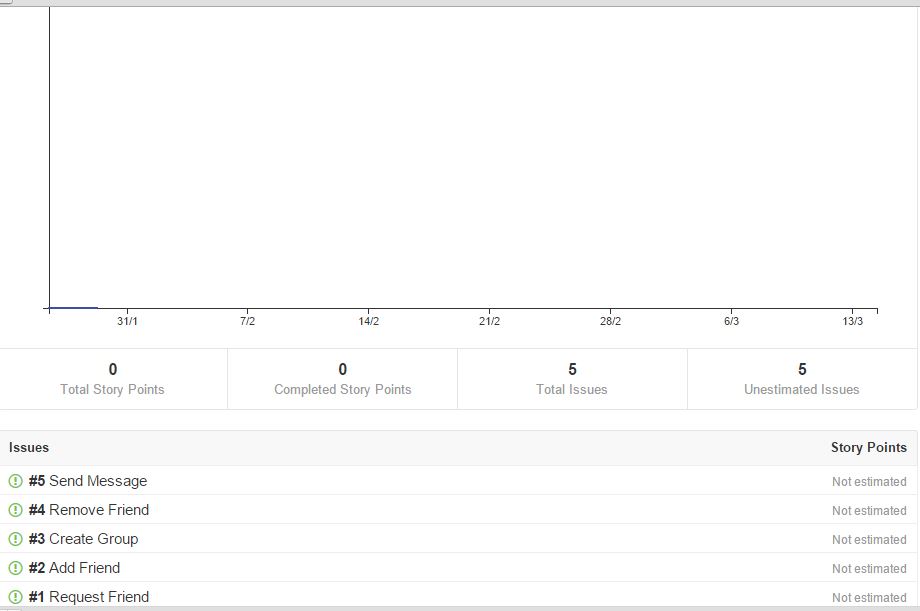 31/1 7/2 14/2 21/2 28/2 6/3 13/3
0 0 5 5
Total Story Points Completed Story Points Total Issues Unestimated Issues
Issues Story Points
#5 Send Message Not estimated
#4 Remove Friend Not estimated
#3 Create Group Not estimated
#2 Add Friend Not estimated
#1 Request Friend Not estimated